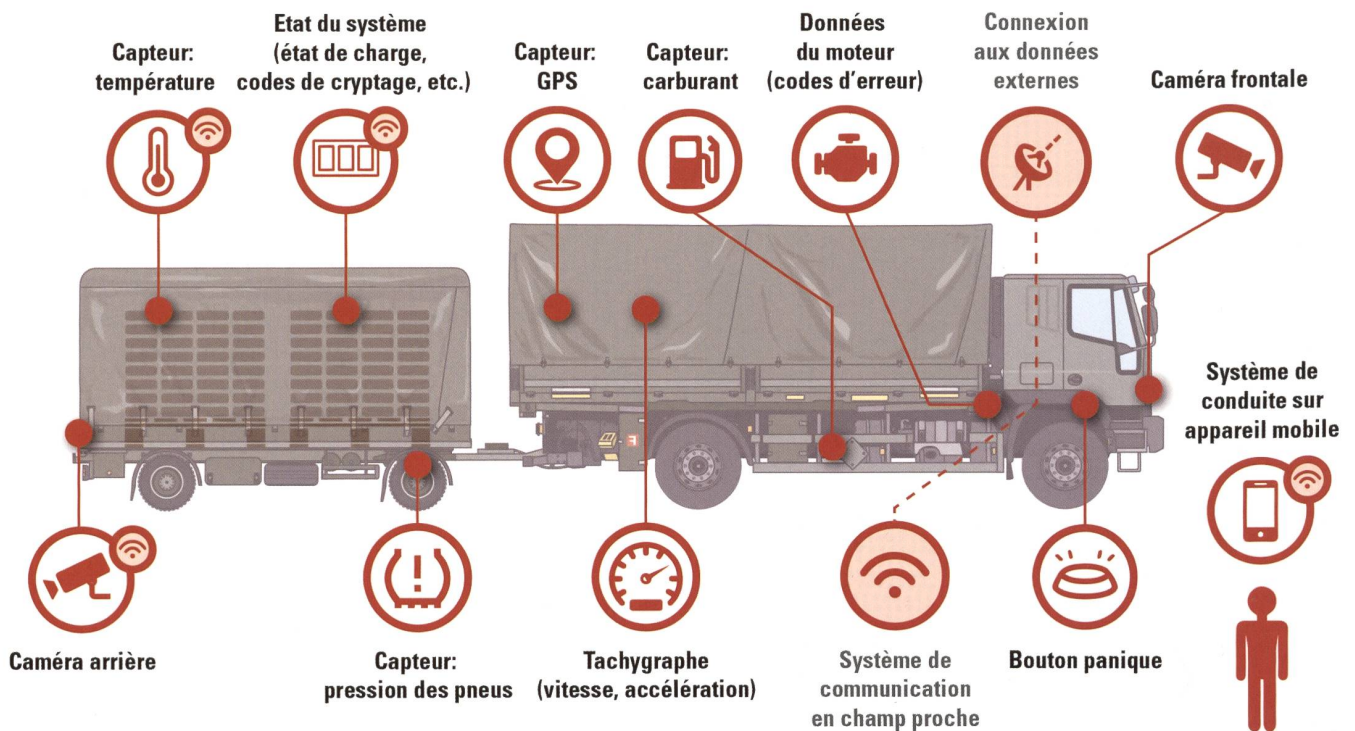 Capteur:
température
Etat du système
(état de charge,
codes de cryptage, etc.)
Capteur:
GPS
Capteur:
carburant
Données
du moteur
(codes d'erreur)
Connexion
aux données
externes
Caméra frontale
Système de
conduite sur
appareil mobile
Caméra arrière
Capteur:
pression des pneus
Tachygraphe
(vitesse, accélération)
Système de
communication
en champ proche
Bouton panique